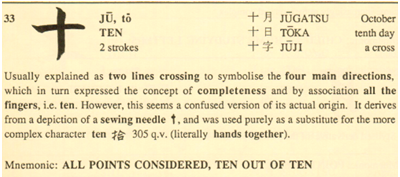 33 十 JŪ, tō 十月 JŪGATSU October
TEN 十日 TŌKA tenth day
2 strokes 十字 JŪJI a cross
Usually explained as two lines crossing to symbolise the four main directions,
which in turn expressed the concept of completeness and by association all the
fingers, i.e. ten. However, this seems a confused version of its actual origin. It derives
from a depiction of a sewing needle, and was used purely as a substitute for the more
complex character ten 拾 305 q.v. (literally hands together).
Mnemonic: ALL POINTS CONSIDERED, TEN OUT OF TEN